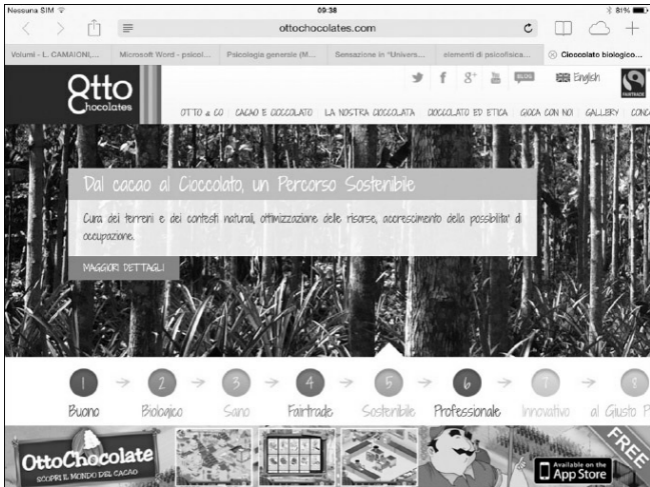 Nessuna SIM
09:38
81%
ottochocolates.com
Volumi - L. CAMAIONI,...
Microsoft Word - psicol...
Psicologia generale (M...
Sensazione in "Univers...
elementi di psicofisica...
Cioccolato biologico...
Otto
Chocolates
BLOG
English
FAIRTRADE
OTTO & CO
CACAO E CIOCCOLATO
LA NOSTRA CIOCCOLATA
CIOCCOLATO ED ETICA
GIOCA CON NOI
GALLERY
Dal cacao al Cioccolato, un Percorso Sostenibile
Cura dei terreni e dei contesti naturali, ottimizzazione delle risorse, accrescimento della possibilita' di
occupazione.
MAGGIORI DETTAGLI
1 2 3 4 5 6 7 8
Buono Biologico Sano Fairtrade Sostenibile Professionale Innovativo al Giusto P
OttoChocolate
SCOPRI IL MONDO DEL CACAO
Available on the
App Store
FREE